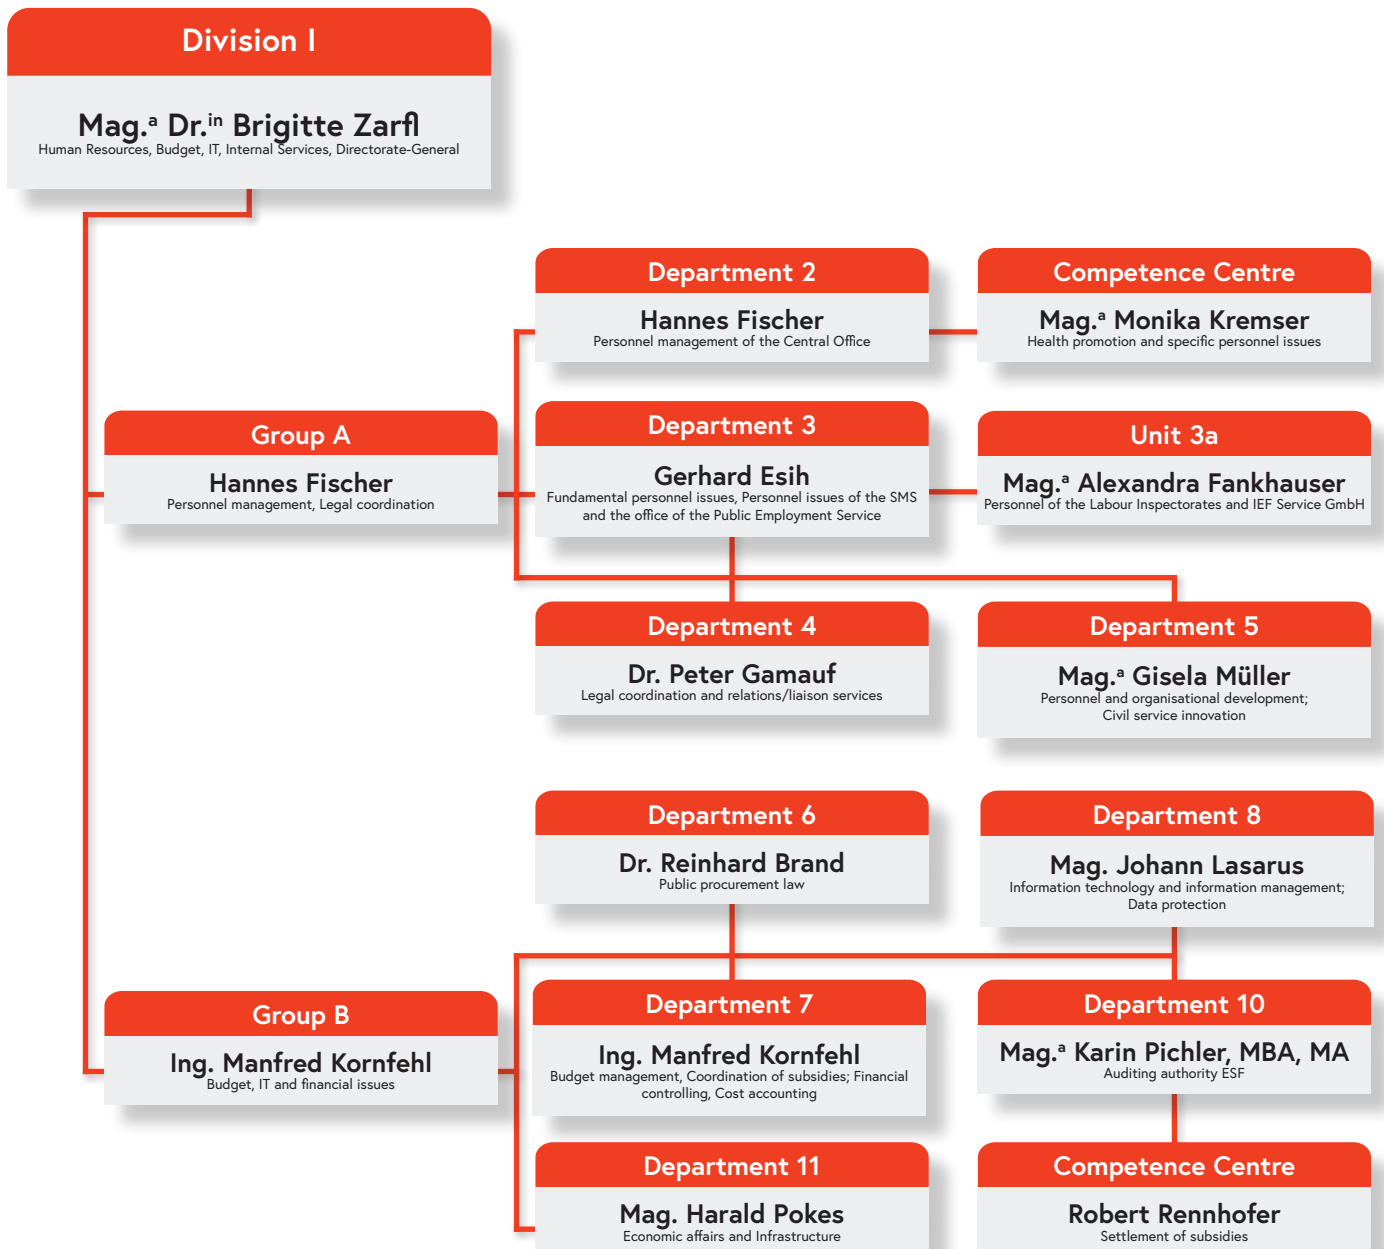 Division I
Mag.ª Dr.ⁱⁿ Brigitte Zarfl
Human Resources, Budget, IT, Internal Services, Directorate-General
Department 2
Hannes Fischer
Personnel management of the Central Office
Competence Centre
Mag.ª Monika Kremser
Health promotion and specific personnel issues
Group A
Hannes Fischer
Personnel management, Legal coordination
Department 3
Gerhard Esih
Fundamental personnel issues, Personnel issues of the SMS
and the office of the Public Employment Service
Unit 3a
Mag.ª Alexandra Fankhauser
Personnel of the Labour Inspectorates and IEF Service GmbH
Department 4
Dr. Peter Gamauf
Legal coordination and relations/liaison services
Department 5
Mag.ª Gisela Müller
Personnel and organisational development;
Civil service innovation
Department 6
Dr. Reinhard Brand
Public procurement law
Department 8
Mag. Johann Lasarus
Information technology and information management;
Data protection
Group B
Ing. Manfred Kornfehl
Budget, IT and financial issues
Department 7
Ing. Manfred Kornfehl
Budget management, Coordination of subsidies; Financial
controlling, Cost accounting
Department 10
Mag.ª Karin Pichler, MBA, MA
Auditing authority ESF
Department 11
Mag. Harald Pokes
Economic affairs and Infrastructure
Competence Centre
Robert Rennhofer
Settlement of subsidies